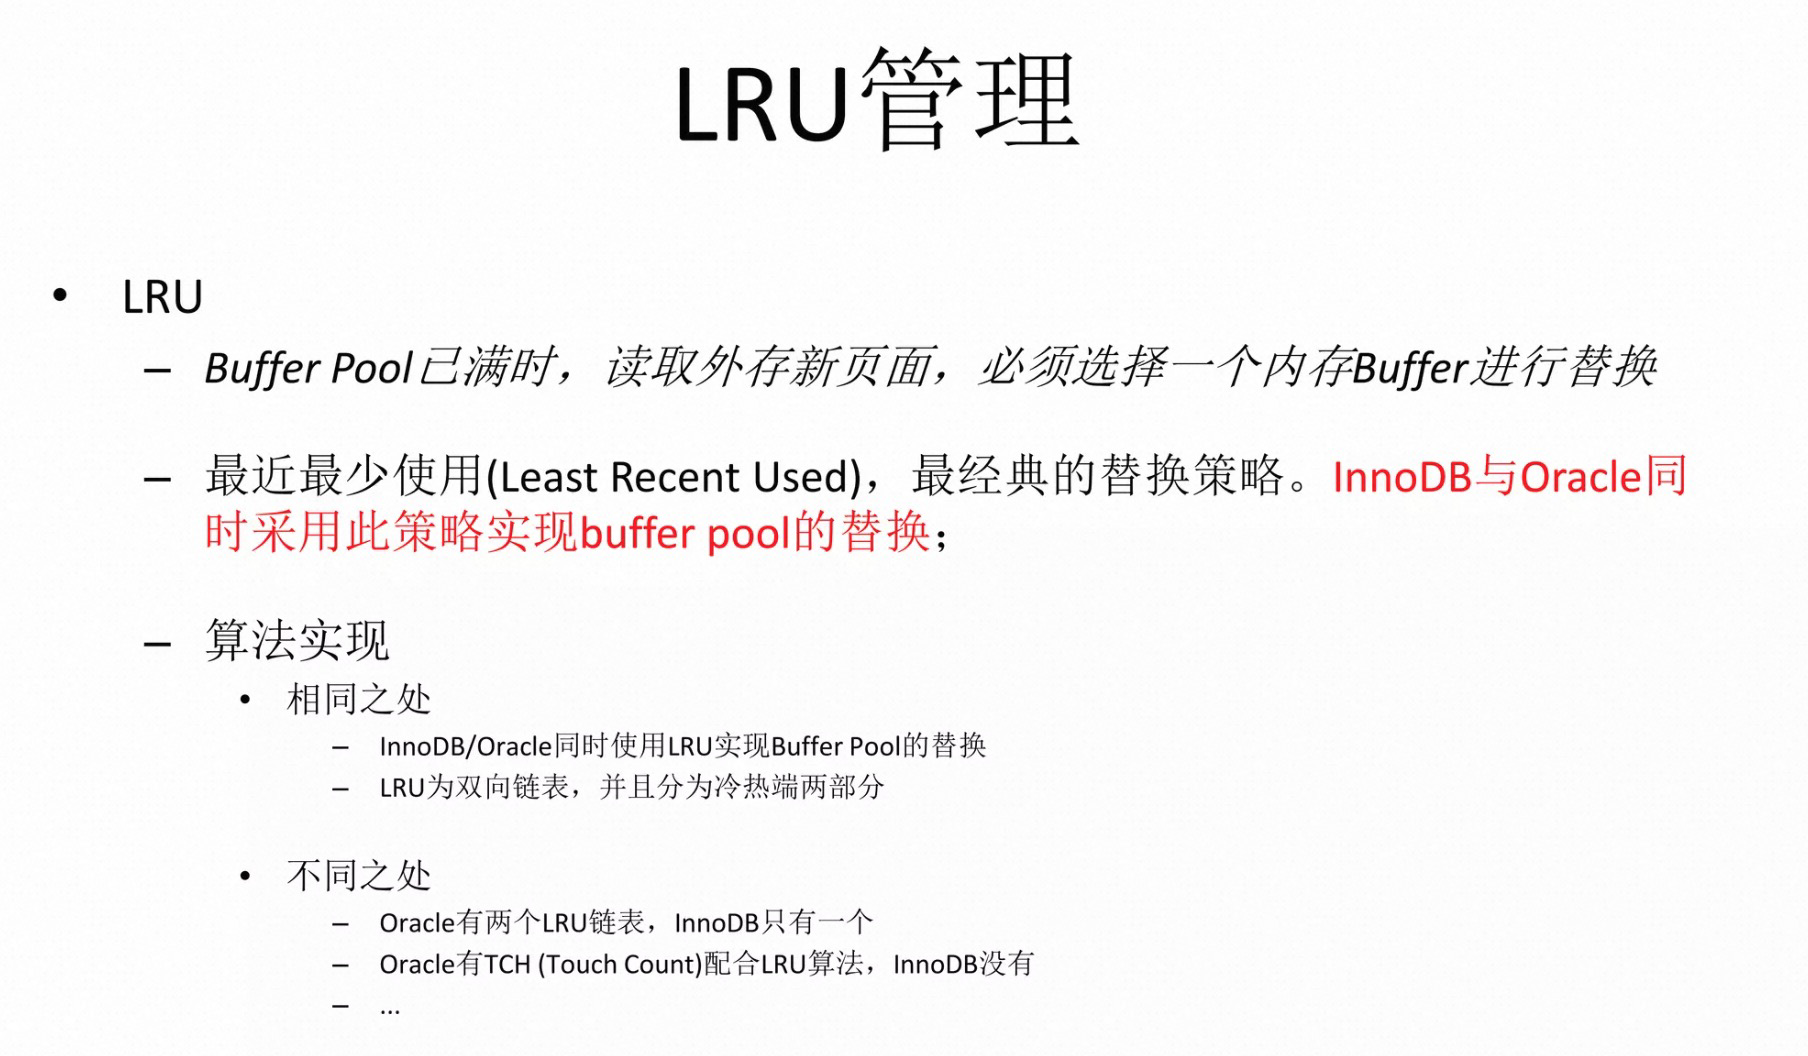 LRU管理
• LRU
– Buffer Pool已满时，读取外存新页面，必须选择一个内存Buffer进行替换
– 最近最少使用(Least Recent Used)，最经典的替换策略。InnoDB与Oracle同
时采用此策略实现buffer pool的替换；
– 算法实现
• 相同之处
– InnoDB/Oracle同时使用LRU实现Buffer Pool的替换
– LRU为双向链表，并且分为冷热端两部分
• 不同之处
– Oracle有两个LRU链表，InnoDB只有一个
– Oracle有TCH (Touch Count)配合LRU算法，InnoDB没有
– ...